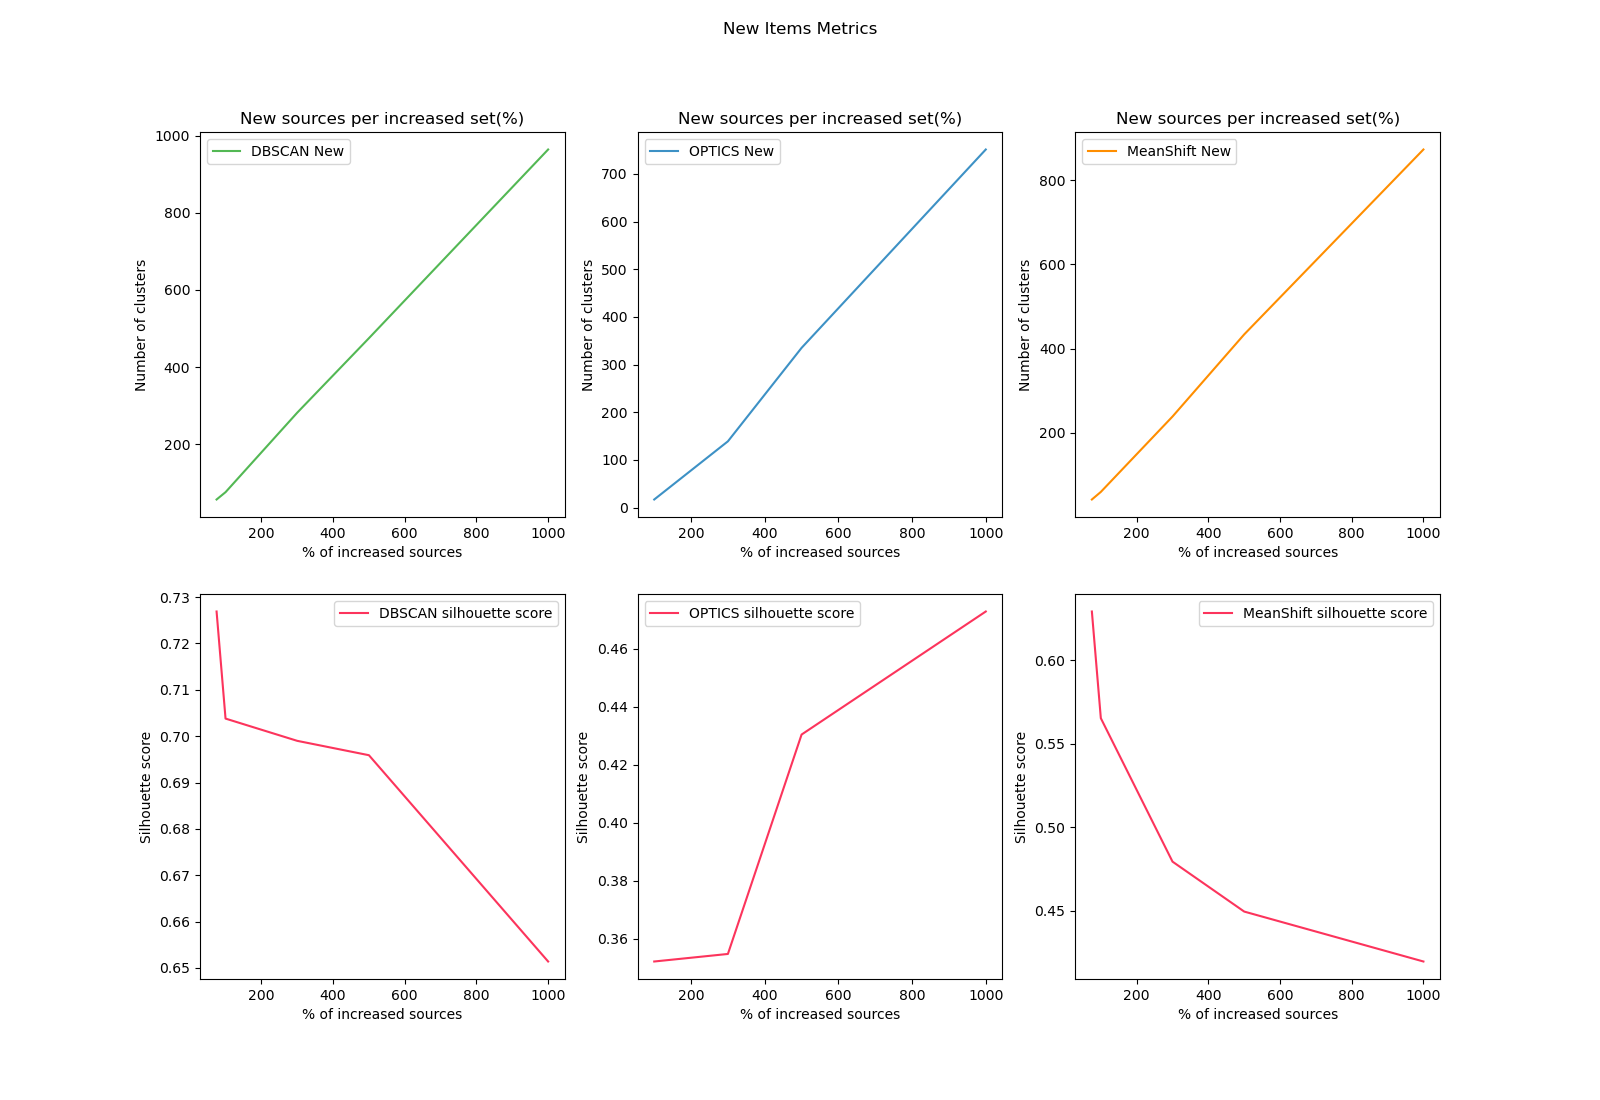 New Items Metrics
New sources per increased set(%)
DBSCAN New
Number of clusters
1000
800
600
400
200
200 400 600 800 1000
% of increased sources
New sources per increased set(%)
OPTICS New
Number of clusters
700
600
500
400
300
200
100
0
200 400 600 800 1000
% of increased sources
New sources per increased set(%)
MeanShift New
Number of clusters
800
600
400
200
200 400 600 800 1000
% of increased sources
DBSCAN silhouette score
Silhouette score
0.73
0.72
0.71
0.70
0.69
0.68
0.67
0.66
0.65
200 400 600 800 1000
% of increased sources
OPTICS silhouette score
Silhouette score
0.46
0.44
0.42
0.40
0.38
0.36
200 400 600 800 1000
% of increased sources
MeanShift silhouette score
Silhouette score
0.60
0.55
0.50
0.45
200 400 600 800 1000
% of increased sources